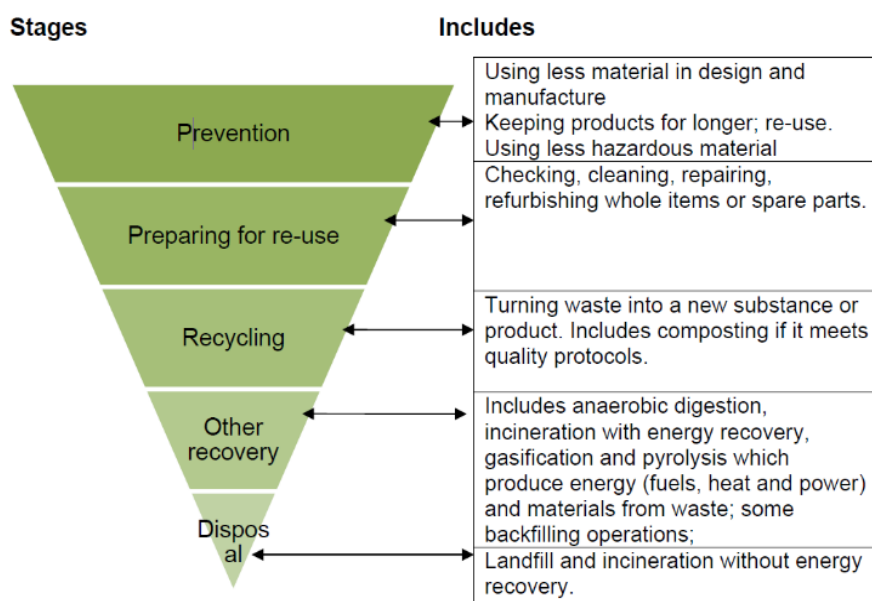 Stages
Includes
Prevention
Using less material in design and
manufacture
Keeping products for longer; re-use.
Using less hazardous material
Preparing for re-use
Checking, cleaning, repairing,
refurbishing whole items or spare parts.
Recycling
Turning waste into a new substance or
product. Includes composting if it meets
quality protocols.
Other
recovery
Includes anaerobic digestion,
incineration with energy recovery,
gasification and pyrolysis which
produce energy (fuels, heat and power)
and materials from waste; some
backfilling operations;
Dispos
al
Landfill and incineration without energy
recovery.